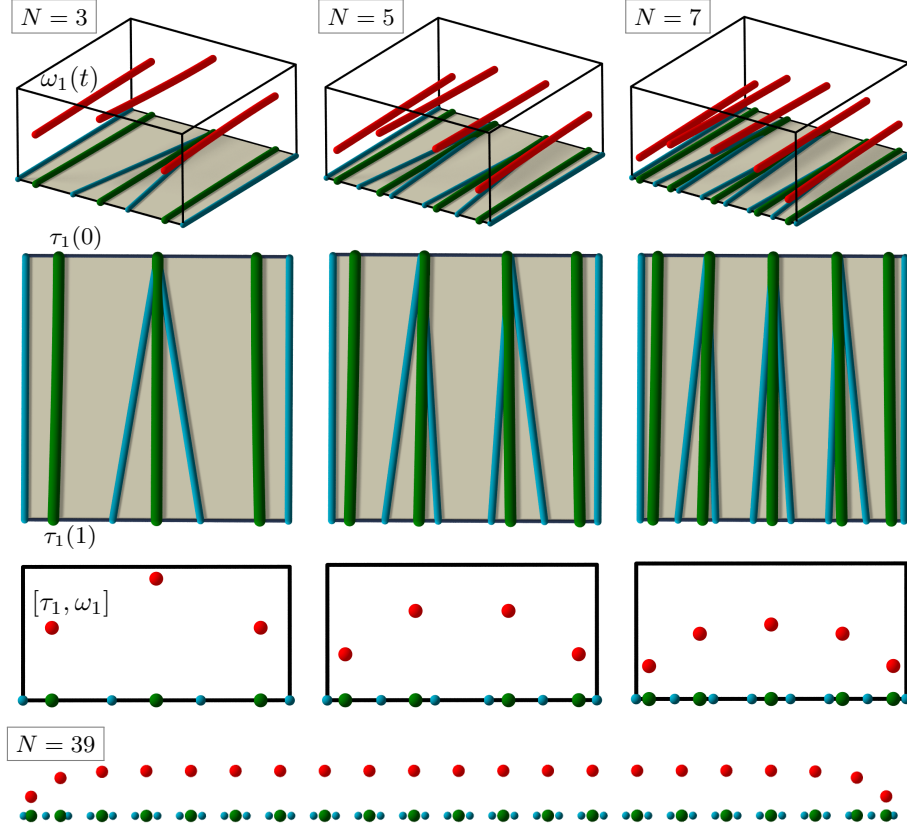 N = 3
N = 5
N = 7
ω₁(t)
τ₁(0)
τ₁(1)
[τ₁, ω₁]
N = 39